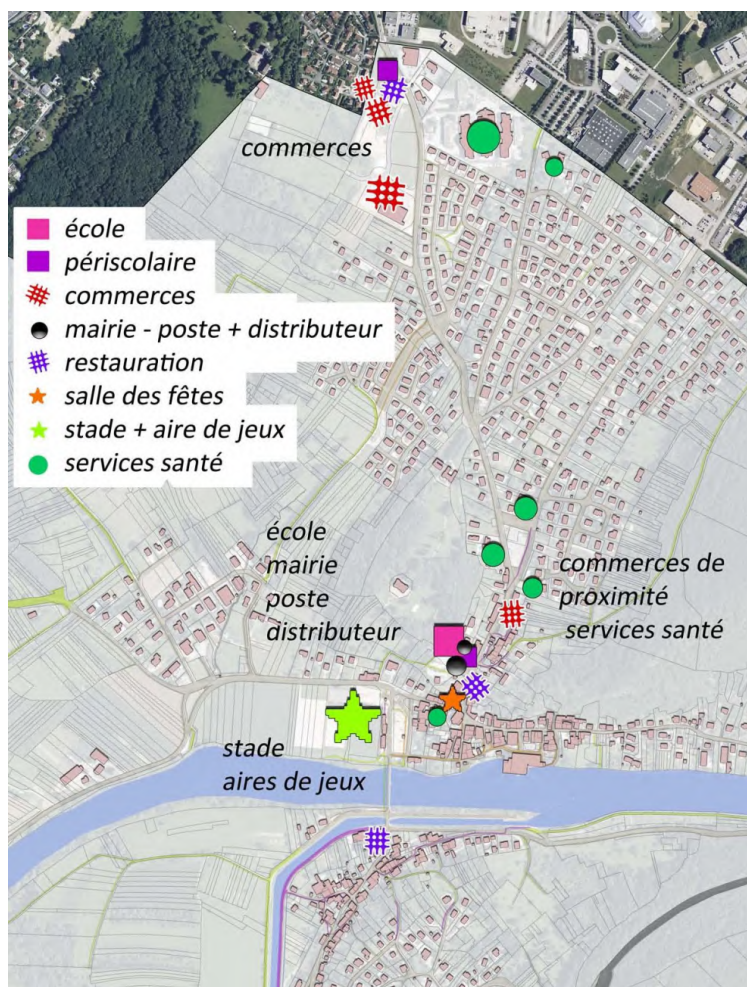 commerces
école
périscolaire
commerces
mairie - poste + distributeur
restauration
salle des fêtes
stade + aire de jeux
services santé
école
mairie
poste
distributeur
commerces de
proximité
services santé
stade
aires de jeux